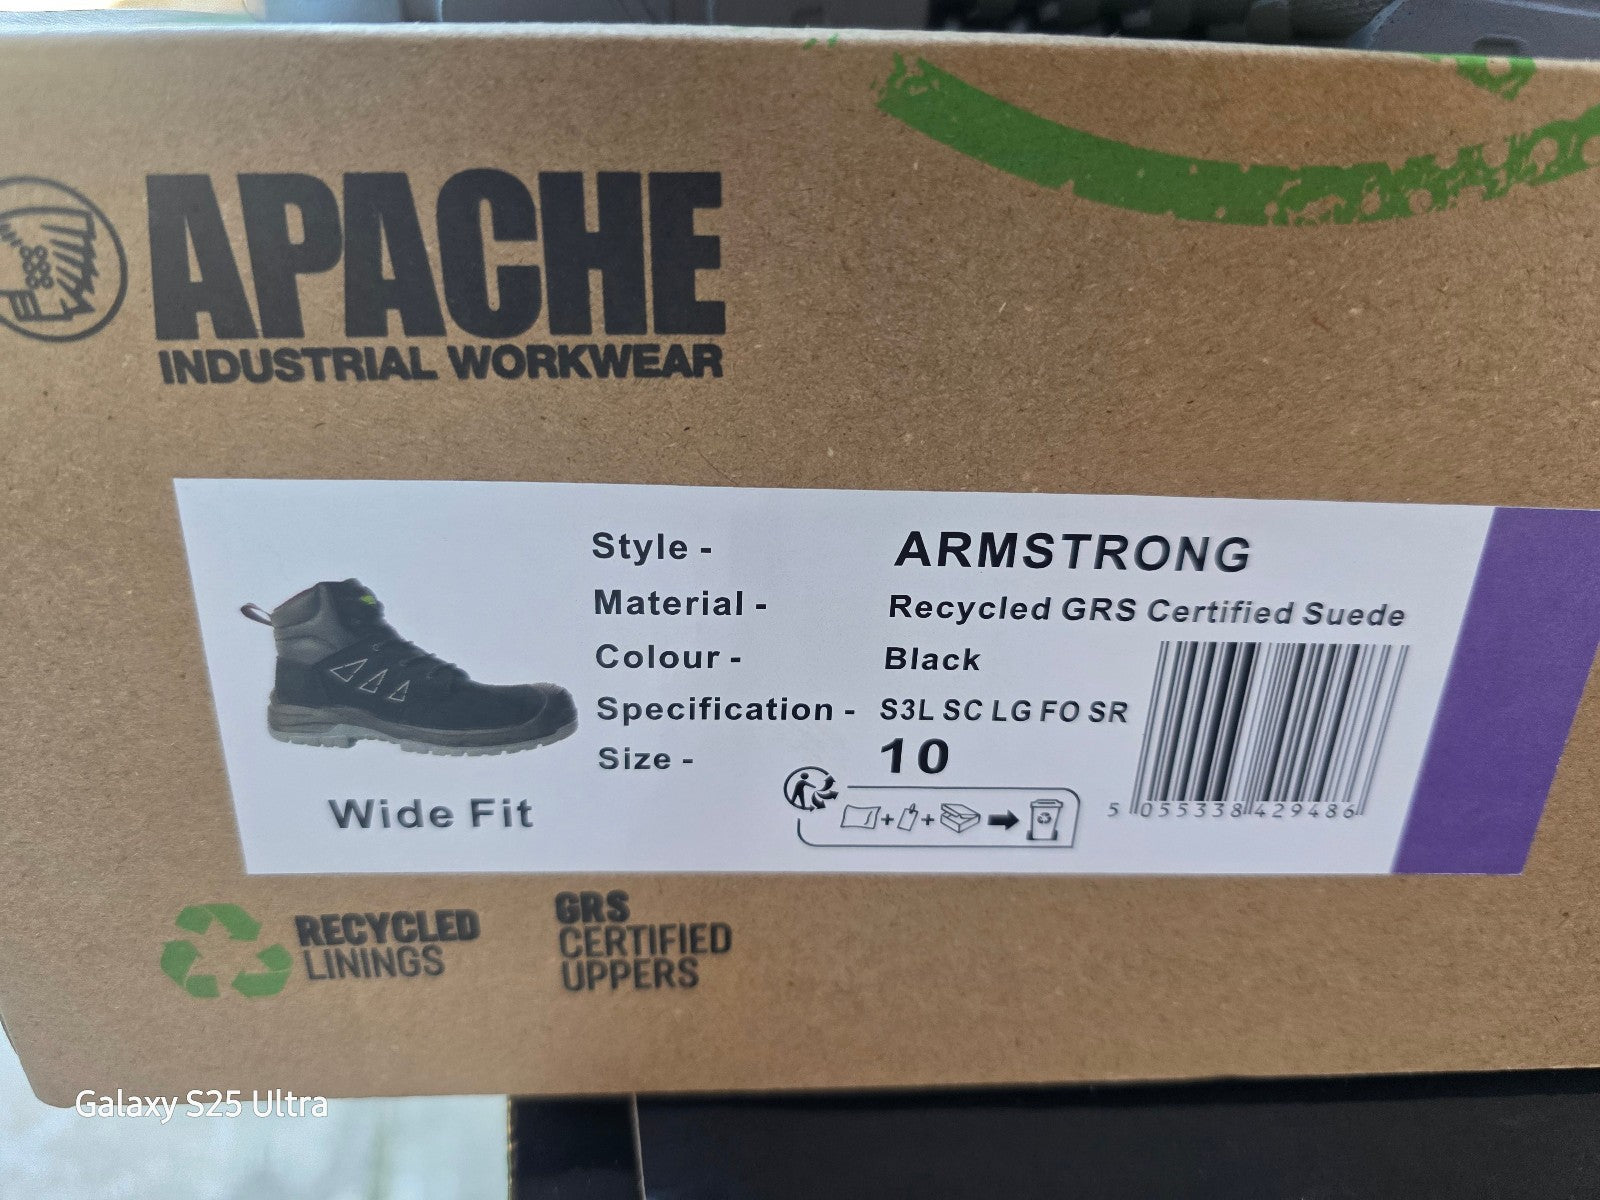 APACHE
INDUSTRIAL WORKWEAR
Style - ARMSTRONG
Material - Recycled GRS Certified Suede
Colour - Black
Specification - S3L SC LG FO SR
Size - 10
Wide Fit
5 055338 429486
RECYCLED
LININGS
GRS
CERTIFIED
UPPERS
Galaxy S25 Ultra